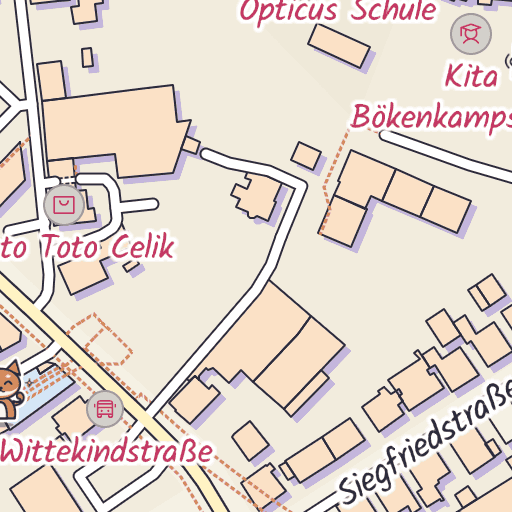 Opticus Schule
Kita
Bökenkamps
to Toto Celik
Wittekindstraße
Siegfriedstraße